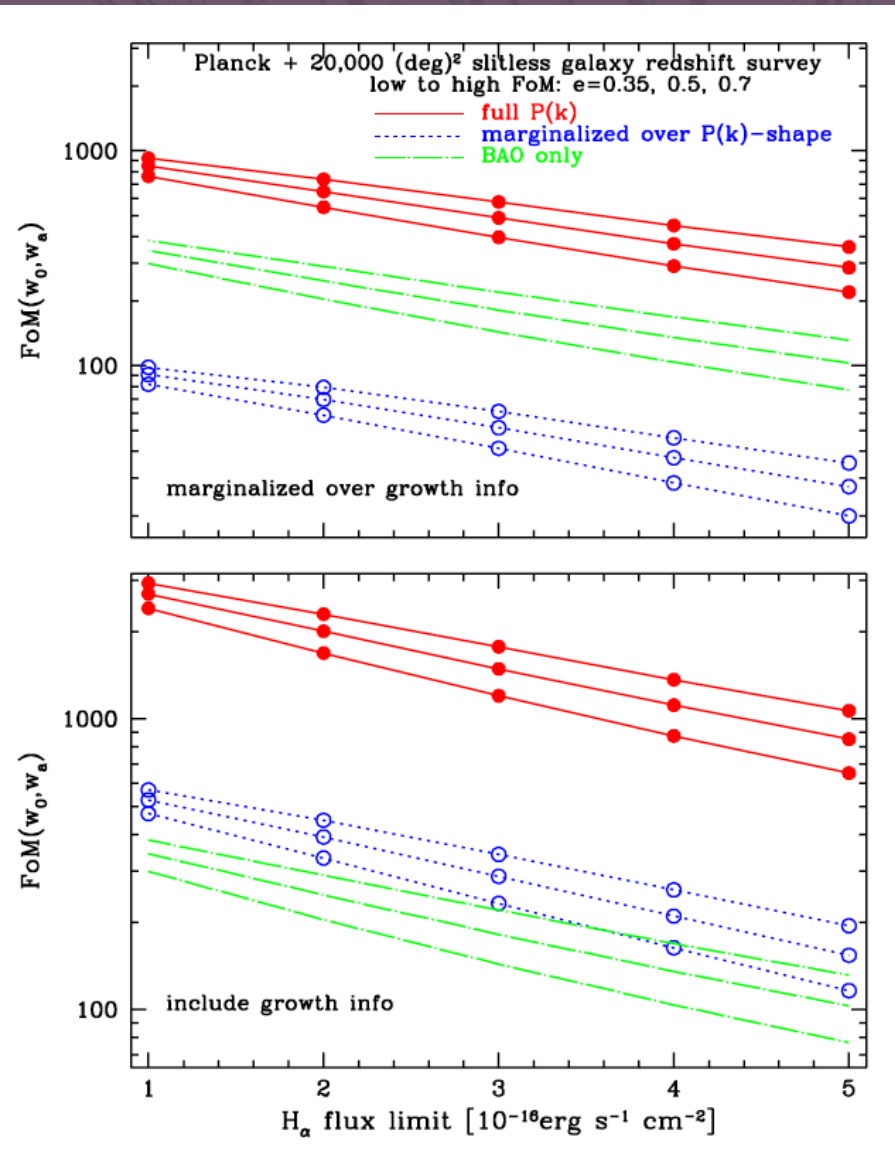 Planck + 20,000 (deg)² slitless galaxy redshift survey
low to high FoM: e=0.35, 0.5, 0.7
full P(k)
marginalized over P(k)-shape
BAO only
1000
100
FoM(w₀,wₐ)
marginalized over growth info
1000
100
FoM(w₀,wₐ)
include growth info
1 2 3 4 5
Hα flux limit [10⁻¹⁶erg s⁻¹ cm⁻²]